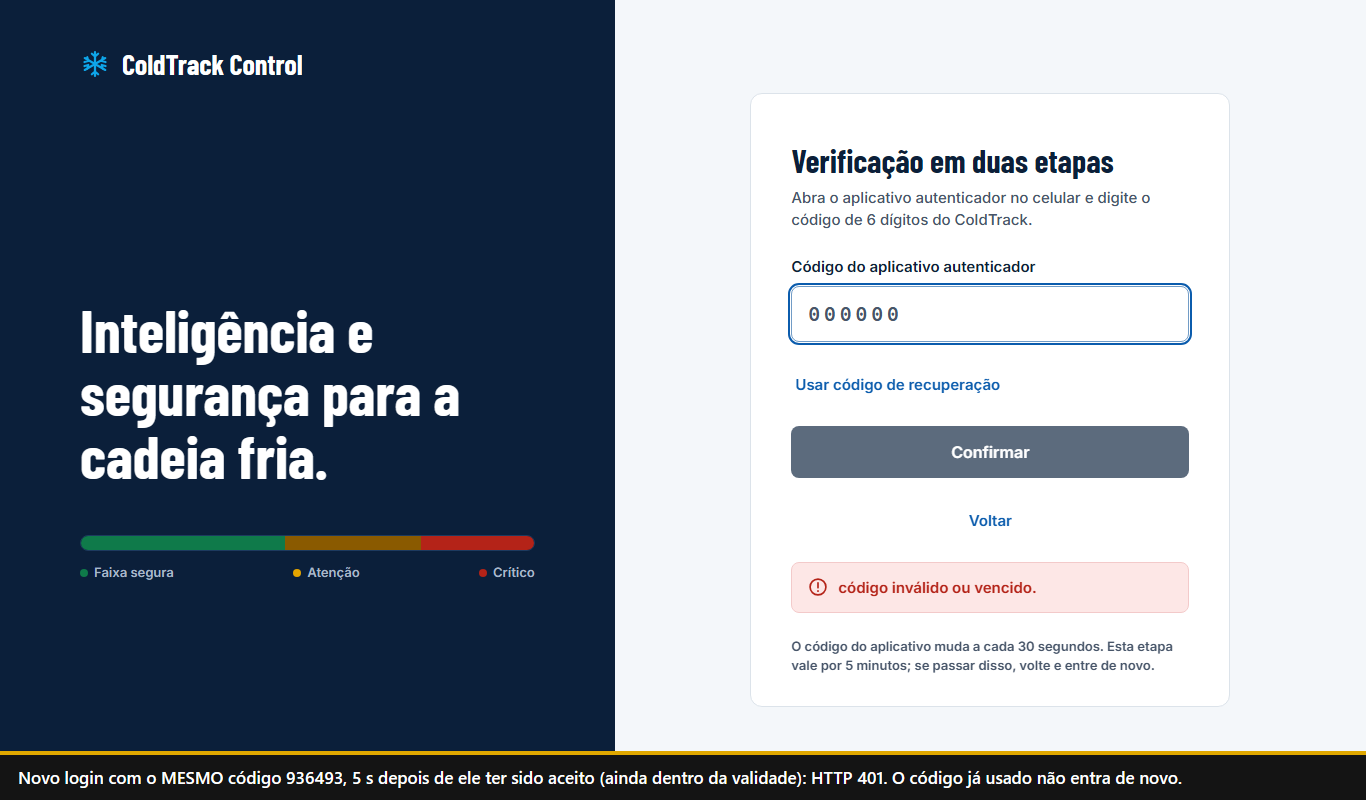 ColdTrack Control
Inteligência e
segurança para a
cadeia fria.
Faixa segura
Atenção
Crítico
Verificação em duas etapas
Abra o aplicativo autenticador no celular e digite o
código de 6 dígitos do ColdTrack.
Código do aplicativo autenticador
000000
Usar código de recuperação
Confirmar
Voltar
código inválido ou vencido.
O código do aplicativo muda a cada 30 segundos. Esta etapa
vale por 5 minutos; se passar disso, volte e entre de novo.
Novo login com o MESMO código 936493, 5 s depois de ele ter sido aceito (ainda dentro da validade): HTTP 401. O código já usado não entra de novo.